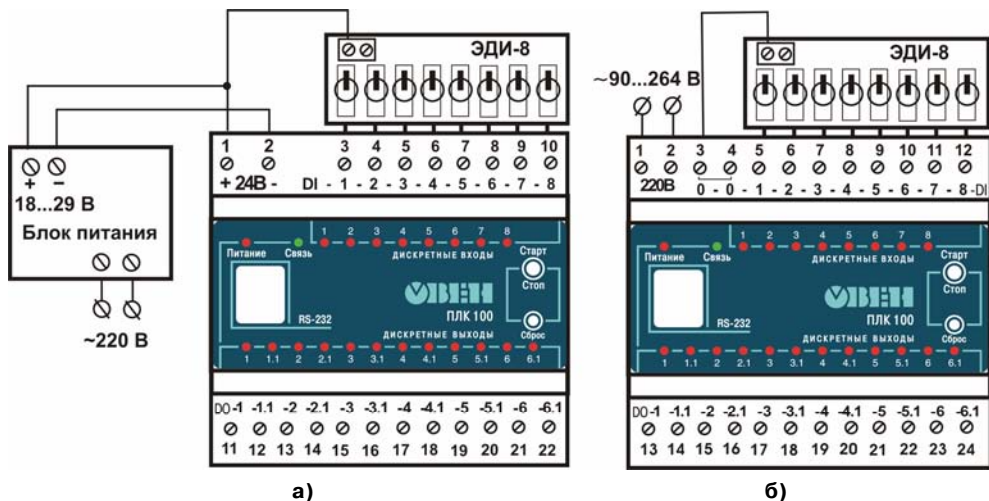 ЭДИ-8
1 2 3 4 5 6 7 8 9 10
+ 24В - DI - 1 - 2 - 3 - 4 - 5 - 6 - 7 - 8
+ −
18...29 В
Блок питания
~220 В
1 2 3 4 5 6 7 8
Питание Связь ДИСКРЕТНЫЕ ВХОДЫ Старт
Стоп
ОВЕН
ПЛК 100
RS-232
ДИСКРЕТНЫЕ ВЫХОДЫ Сброс
1 1.1 2 2.1 3 3.1 4 4.1 5 5.1 6 6.1
DO -1 -1.1 -2 -2.1 -3 -3.1 -4 -4.1 -5 -5.1 -6 -6.1
11 12 13 14 15 16 17 18 19 20 21 22
а)
ЭДИ-8
~90...264 В
1 2 3 4 5 6 7 8 9 10 11 12
220В 0 - 0 - 1 - 2 - 3 - 4 - 5 - 6 - 7 - 8 -DI
1 2 3 4 5 6 7 8
Питание Связь ДИСКРЕТНЫЕ ВХОДЫ Старт
Стоп
ОВЕН
ПЛК 100
RS-232
ДИСКРЕТНЫЕ ВЫХОДЫ Сброс
1 1.1 2 2.1 3 3.1 4 4.1 5 5.1 6 6.1
DO -1 -1.1 -2 -2.1 -3 -3.1 -4 -4.1 -5 -5.1 -6 -6.1
13 14 15 16 17 18 19 20 21 22 23 24
б)